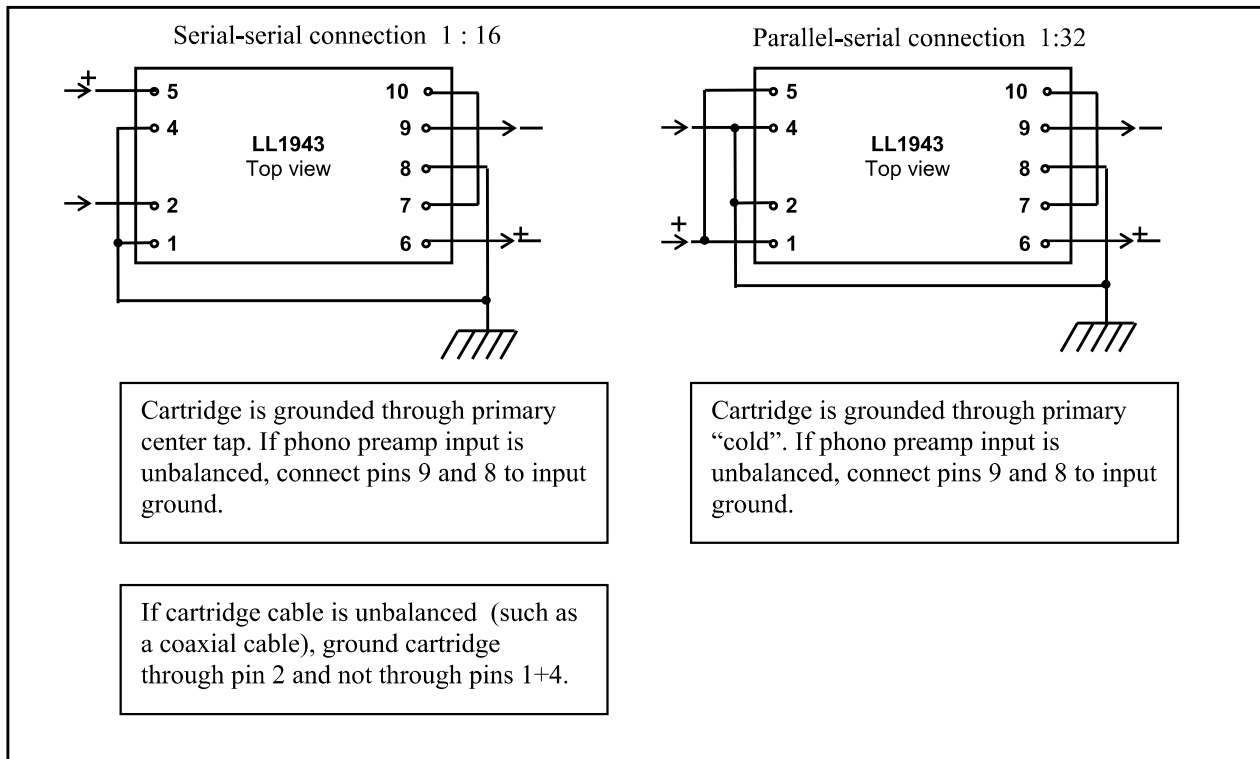 Serial-serial connection 1 : 16
+
5
4
2
1
LL1943
Top view
10
9
8
7
6
+
Parallel-serial connection 1:32
5
4
2
+
1
LL1943
Top view
10
9
8
7
6
+
Cartridge is grounded through primary
center tap. If phono preamp input is
unbalanced, connect pins 9 and 8 to input
ground.
Cartridge is grounded through primary
“cold”. If phono preamp input is
unbalanced, connect pins 9 and 8 to input
ground.
If cartridge cable is unbalanced (such as
a coaxial cable), ground cartridge
through pin 2 and not through pins 1+4.